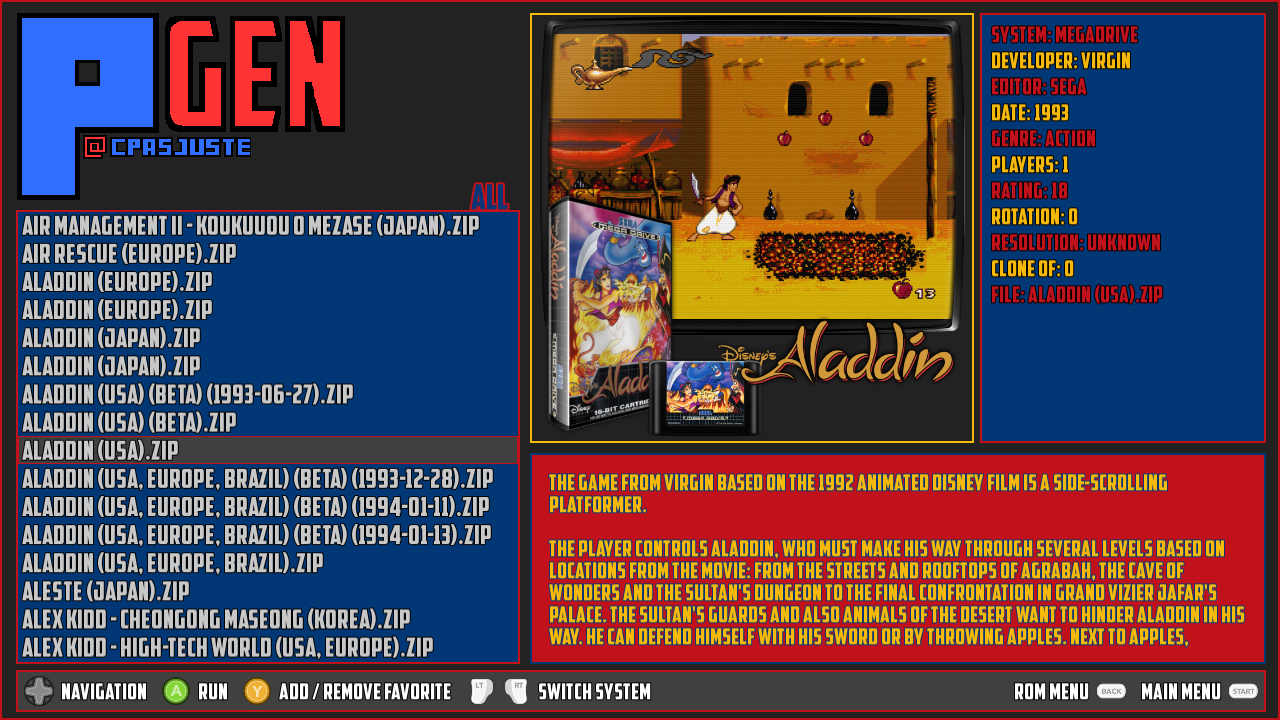 PGEN
@CPASJUSTE
ALL
AIR MANAGEMENT II - KOUKUUOU O MEZASE (JAPAN).ZIP
AIR RESCUE (EUROPE).ZIP
ALADDIN (EUROPE).ZIP
ALADDIN (EUROPE).ZIP
ALADDIN (JAPAN).ZIP
ALADDIN (JAPAN).ZIP
ALADDIN (USA) (BETA) (1993-06-27).ZIP
ALADDIN (USA) (BETA).ZIP
ALADDIN (USA).ZIP
ALADDIN (USA, EUROPE, BRAZIL) (BETA) (1993-12-28).ZIP
ALADDIN (USA, EUROPE, BRAZIL) (BETA) (1994-01-11).ZIP
ALADDIN (USA, EUROPE, BRAZIL) (BETA) (1994-01-13).ZIP
ALADDIN (USA, EUROPE, BRAZIL).ZIP
ALESTE (JAPAN).ZIP
ALEX KIDD - CHEONGONG MASEONG (KOREA).ZIP
ALEX KIDD - HIGH-TECH WORLD (USA, EUROPE).ZIP
13
SEGA
MEGA DRIVE
Aladdin
Disney's Aladdin
16-BIT CARTRI
SYSTEM: MEGADRIVE
DEVELOPER: VIRGIN
EDITOR: SEGA
DATE: 1993
GENRE: ACTION
PLAYERS: 1
RATING: 18
ROTATION: 0
RESOLUTION: UNKNOWN
CLONE OF: 0
FILE: ALADDIN (USA).ZIP
THE GAME FROM VIRGIN BASED ON THE 1992 ANIMATED DISNEY FILM IS A SIDE-SCROLLING
PLATFORMER.
THE PLAYER CONTROLS ALADDIN, WHO MUST MAKE HIS WAY THROUGH SEVERAL LEVELS BASED ON
LOCATIONS FROM THE MOVIE: FROM THE STREETS AND ROOFTOPS OF AGRABAH, THE CAVE OF
WONDERS AND THE SULTAN'S DUNGEON TO THE FINAL CONFRONTATION IN GRAND VIZIER JAFAR'S
PALACE. THE SULTAN'S GUARDS AND ALSO ANIMALS OF THE DESERT WANT TO HINDER ALADDIN IN HIS
WAY. HE CAN DEFEND HIMSELF WITH HIS SWORD OR BY THROWING APPLES. NEXT TO APPLES,
NAVIGATION A RUN Y ADD / REMOVE FAVORITE LT RT SWITCH SYSTEM ROM MENU BACK MAIN MENU START